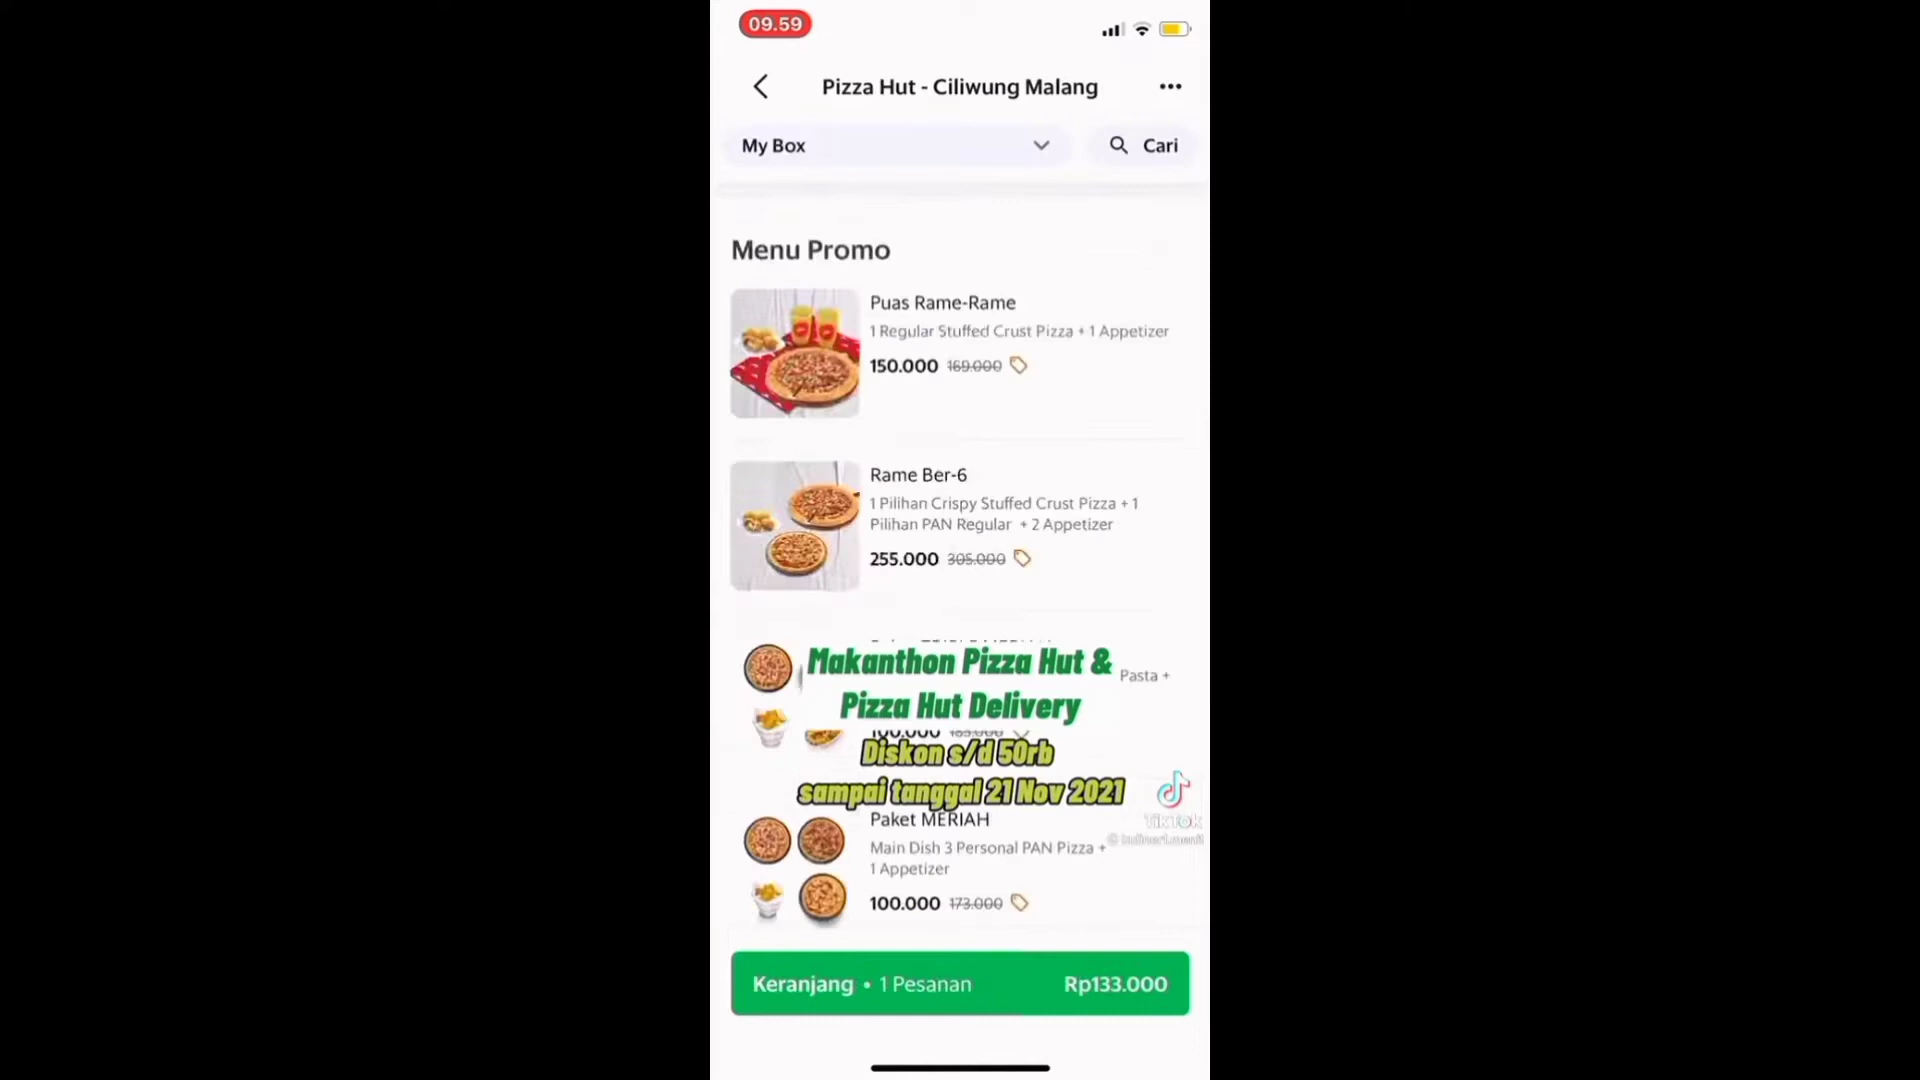 09.59
Pizza Hut - Ciliwung Malang
My Box
Cari
Menu Promo
Puas Rame-Rame
1 Regular Stuffed Crust Pizza + 1 Appetizer
150.000 169.000
Rame Ber-6
1 Pilihan Crispy Stuffed Crust Pizza + 1
Pilihan PAN Regular + 2 Appetizer
255.000 305.000
Makanthon Pizza Hut &
Pasta +
Pizza Hut Delivery
100.000
Diskon s/d 50rb
sampai tanggal 21 Nov 2021
TikTok
Paket MERIAH
Main Dish 3 Personal PAN Pizza +
1 Appetizer
100.000 173.000
Keranjang • 1 Pesanan Rp133.000